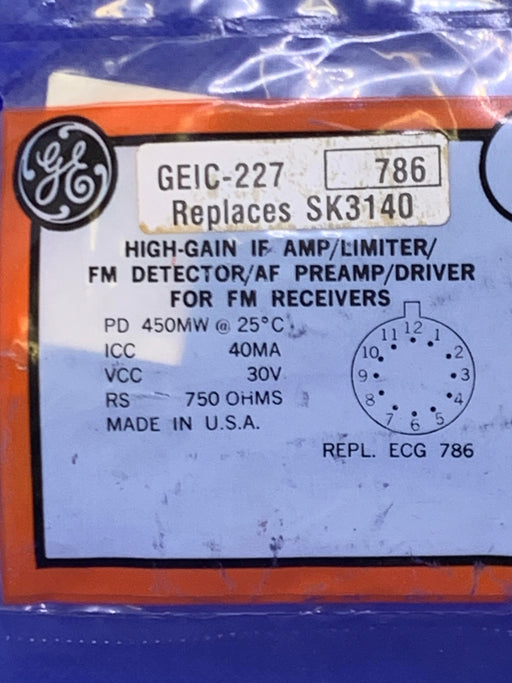 GE
GEIC-227 786
Replaces SK3140
HIGH-GAIN IF AMP/LIMITER/
FM DETECTOR/AF PREAMP/DRIVER
FOR FM RECEIVERS
PD 450MW @ 25°C
ICC 40MA
VCC 30V
RS 750 OHMS
MADE IN U.S.A.
11 12 1
10 2
9 3
8 4
7 6 5
REPL. ECG 786